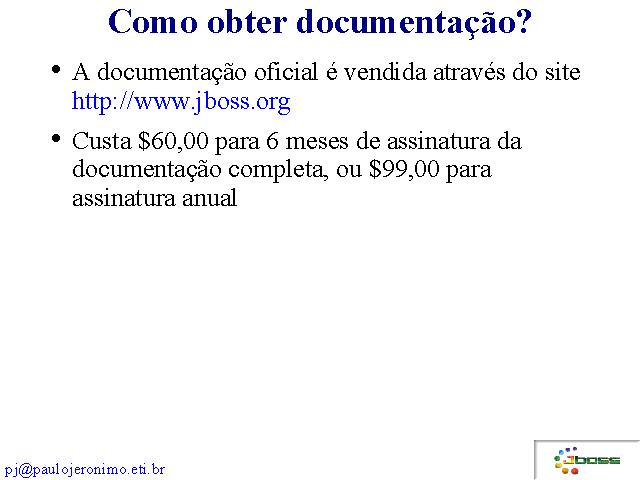 Como obter documentação?
• A documentação oficial é vendida através do site
http://www.jboss.org
• Custa $60,00 para 6 meses de assinatura da
documentação completa, ou $99,00 para
assinatura anual
pj@paulojeronimo.eti.br
JBoss